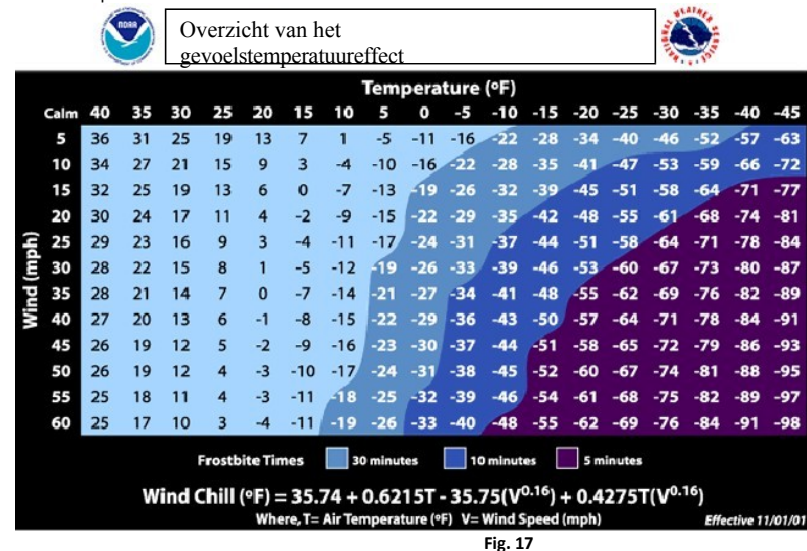 NOAA
Overzicht van het
gevoelstemperatuureffect
NATIONAL WEATHER SERVICE
Temperature (ºF)
Calm 40 35 30 25 20 15 10 5 0 -5 -10 -15 -20 -25 -30 -35 -40 -45
5 36 31 25 19 13 7 1 -5 -11 -16 -22 -28 -34 -40 -46 -52 -57 -63
10 34 27 21 15 9 3 -4 -10 -16 -22 -28 -35 -41 -47 -53 -59 -66 -72
15 32 25 19 13 6 0 -7 -13 -19 -26 -32 -39 -45 -51 -58 -64 -71 -77
20 30 24 17 11 4 -2 -9 -15 -22 -29 -35 -42 -48 -55 -61 -68 -74 -81
25 29 23 16 9 3 -4 -11 -17 -24 -31 -37 -44 -51 -58 -64 -71 -78 -84
30 28 22 15 8 1 -5 -12 -19 -26 -33 -39 -46 -53 -60 -67 -73 -80 -87
35 28 21 14 7 0 -7 -14 -21 -27 -34 -41 -48 -55 -62 -69 -76 -82 -89
40 27 20 13 6 -1 -8 -15 -22 -29 -36 -43 -50 -57 -64 -71 -78 -84 -91
45 26 19 12 5 -2 -9 -16 -23 -30 -37 -44 -51 -58 -65 -72 -79 -86 -93
50 26 19 12 4 -3 -10 -17 -24 -31 -38 -45 -52 -60 -67 -74 -81 -88 -95
55 25 18 11 4 -3 -11 -18 -25 -32 -39 -46 -54 -61 -68 -75 -82 -89 -97
60 25 17 10 3 -4 -11 -19 -26 -33 -40 -48 -55 -62 -69 -76 -84 -91 -98
Wind (mph)
Frostbite Times 30 minutes 10 minutes 5 minutes
Wind Chill (ºF) = 35.74 + 0.6215T - 35.75(V0.16) + 0.4275T(V0.16)
Where, T= Air Temperature (ºF) V= Wind Speed (mph) Effective 11/01/01
Fig. 17